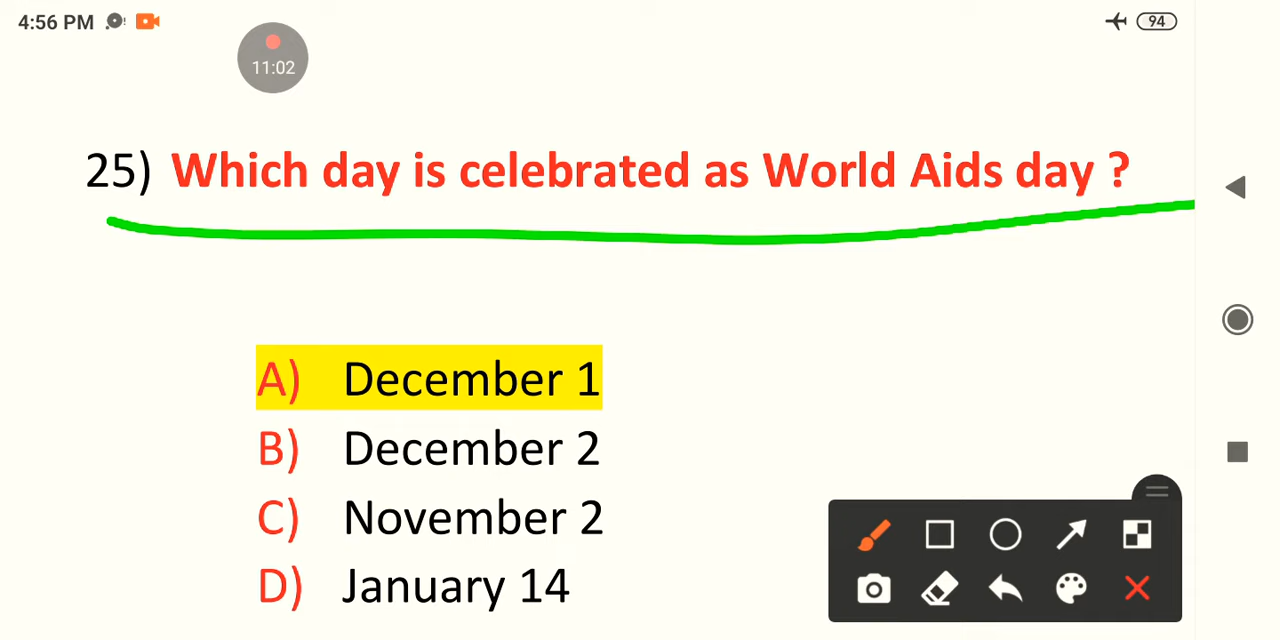 4:56 PM 94
11:02
25) Which day is celebrated as World Aids day ?
A) December 1
B) December 2
C) November 2
D) January 14